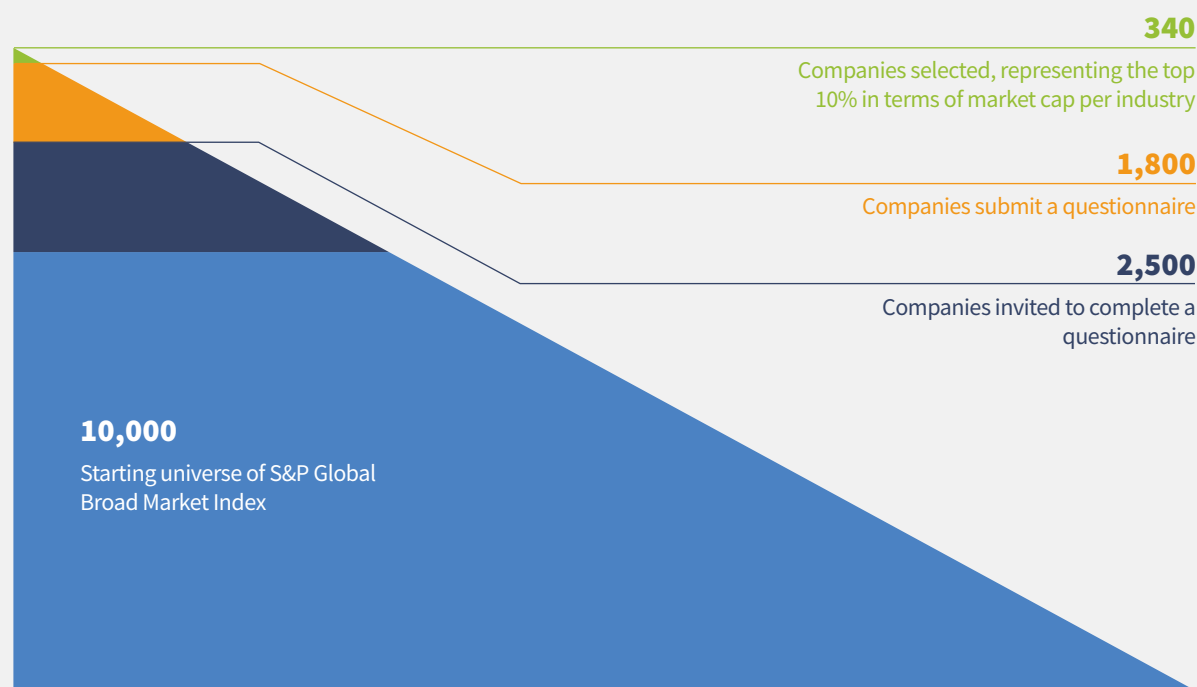 340
Companies selected, representing the top
10% in terms of market cap per industry
1,800
Companies submit a questionnaire
2,500
Companies invited to complete a
questionnaire
10,000
Starting universe of S&P Global
Broad Market Index